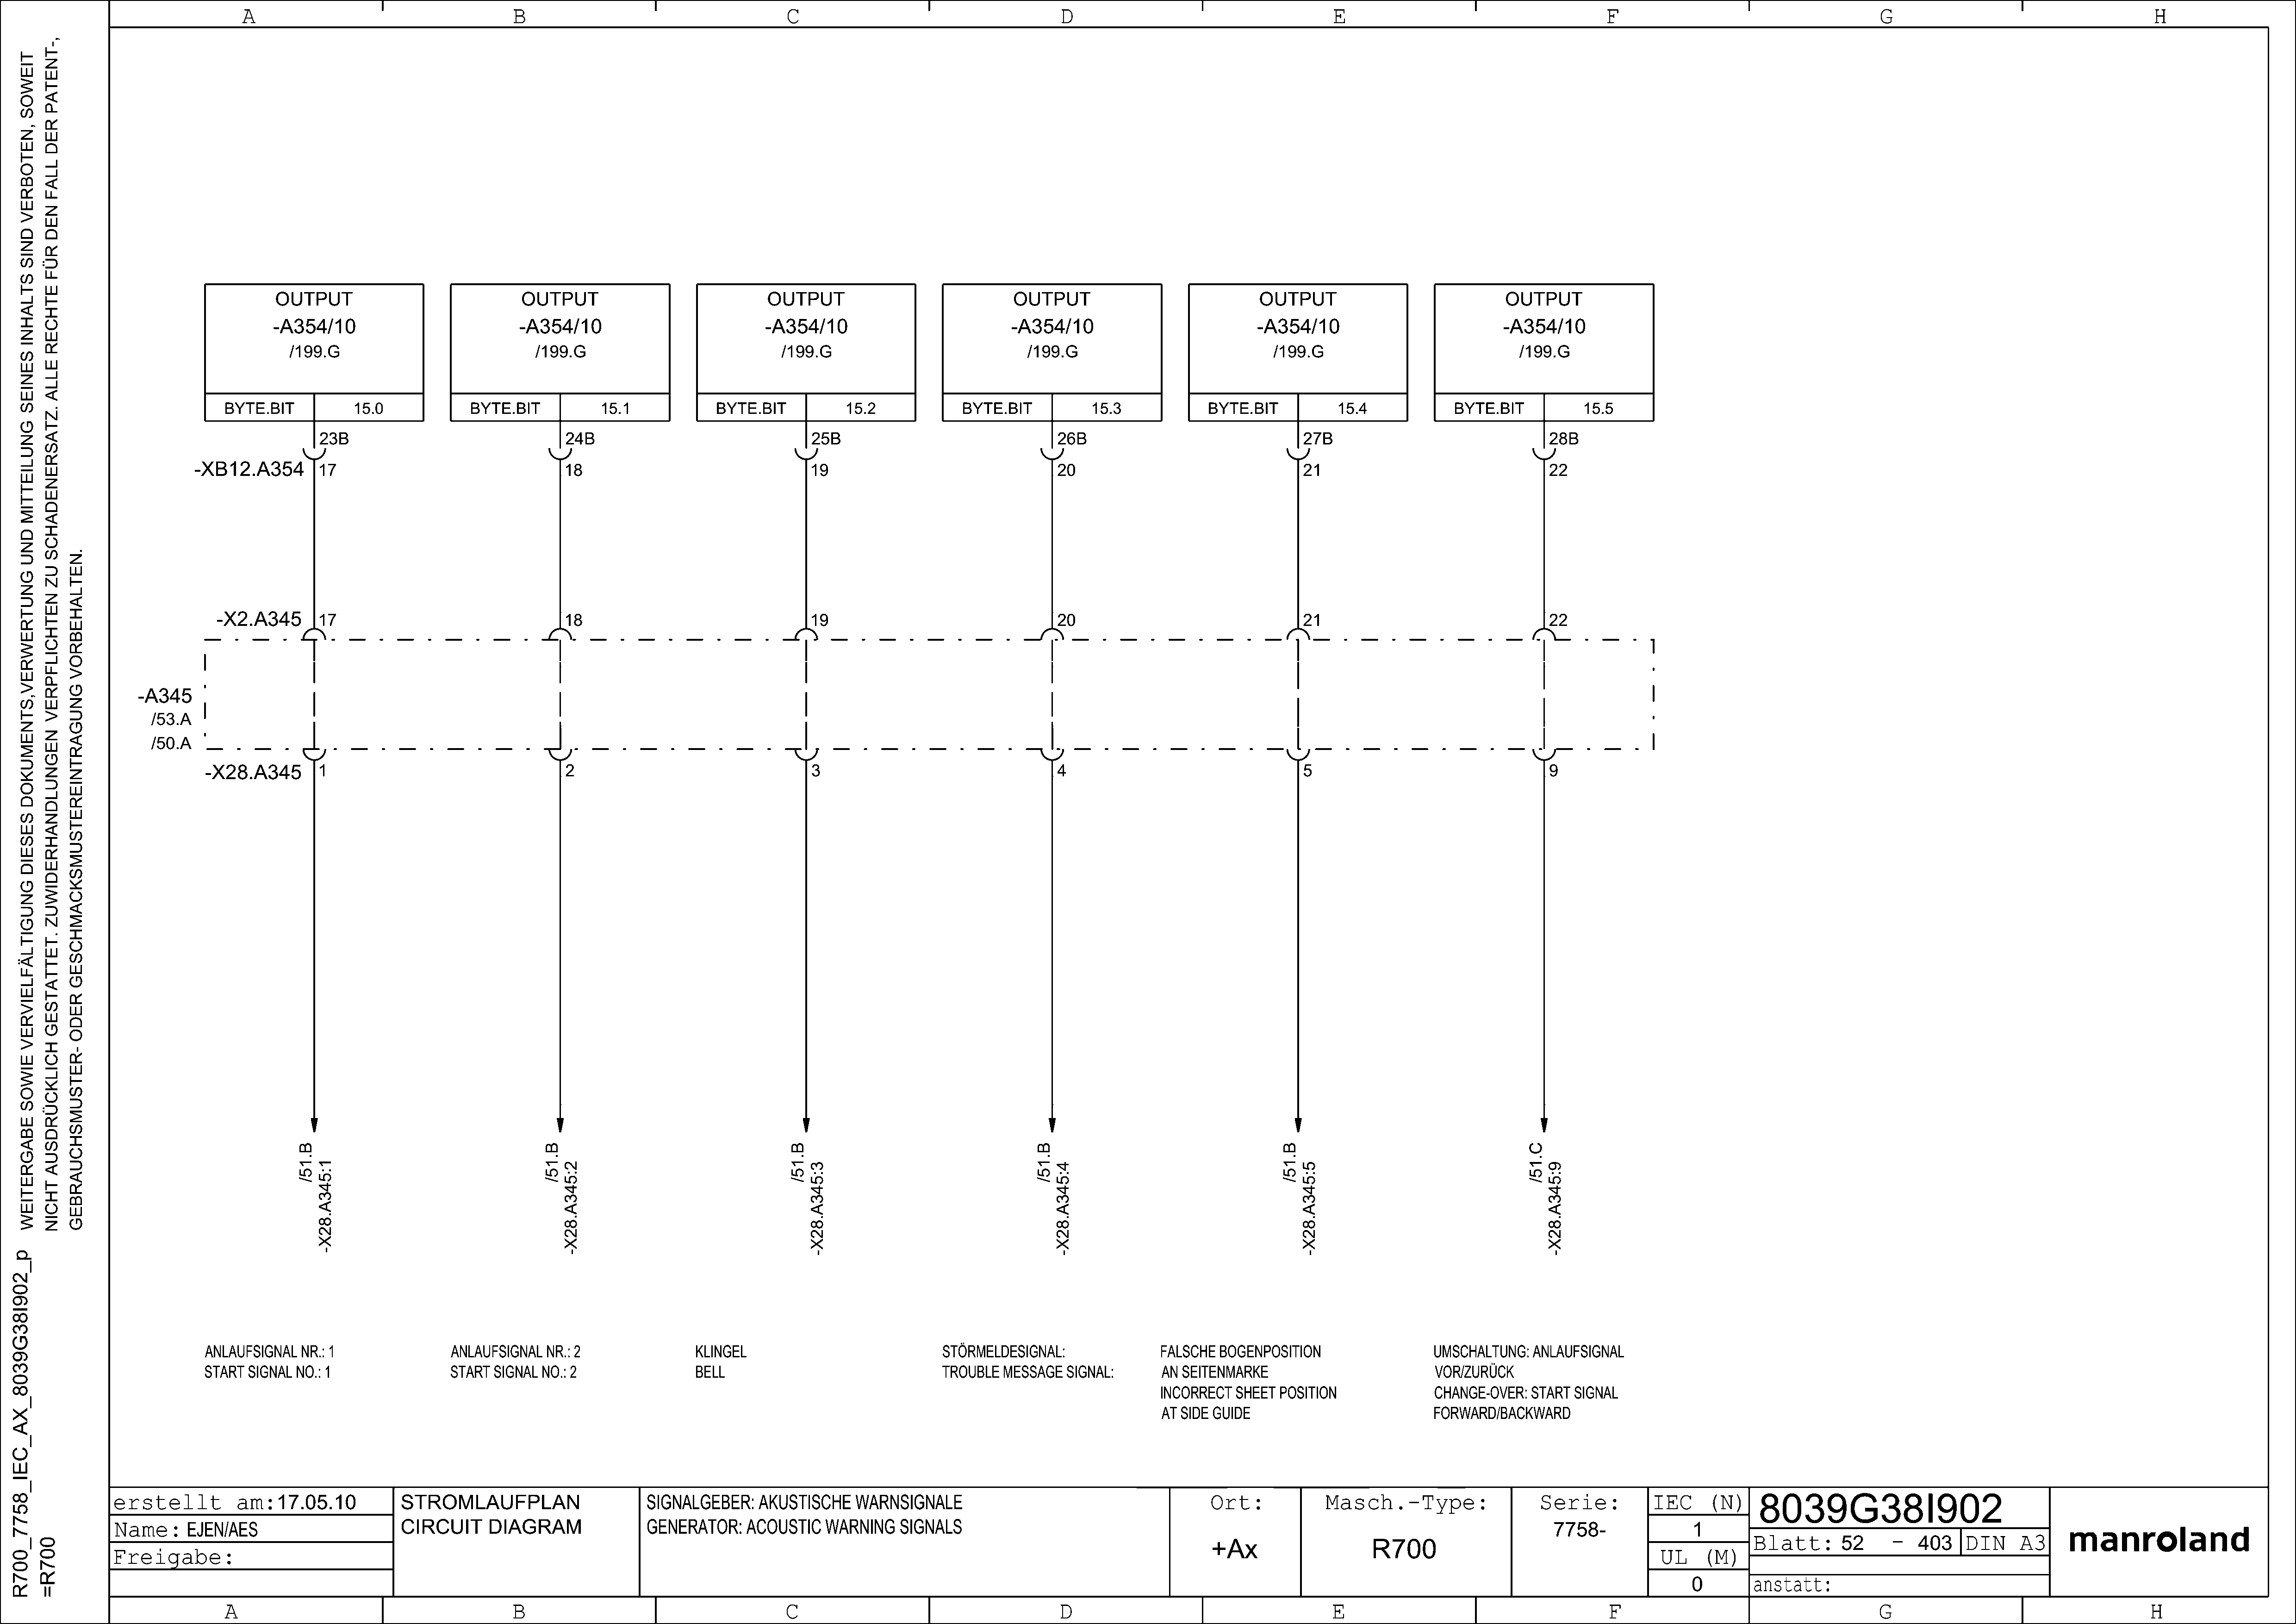 A B C D E F G H
WEITERGABE SOWIE VERVIELFÄLTIGUNG DIESES DOKUMENTS,VERWERTUNG UND MITTEILUNG SEINES INHALTS SIND VERBOTEN, SOWEIT
NICHT AUSDRÜCKLICH GESTATTET. ZUWIDERHANDLUNGEN VERPFLICHTEN ZU SCHADENERSATZ. ALLE RECHTE FÜR DEN FALL DER PATENT-,
GEBRAUCHSMUSTER- ODER GESCHMACKSMUSTEREINTRAGUNG VORBEHALTEN.
R700_7758_IEC_AX_8039G38I902_p
=R700
OUTPUT OUTPUT OUTPUT OUTPUT OUTPUT OUTPUT
-A354/10 -A354/10 -A354/10 -A354/10 -A354/10 -A354/10
/199.G /199.G /199.G /199.G /199.G /199.G
BYTE.BIT 15.0 BYTE.BIT 15.1 BYTE.BIT 15.2 BYTE.BIT 15.3 BYTE.BIT 15.4 BYTE.BIT 15.5
23B 24B 25B 26B 27B 28B
-XB12.A354 17 18 19 20 21 22
-X2.A345 17 18 19 20 21 22
-A345
/53.A
/50.A
-X28.A345 1 2 3 4 5 9
/51.B
-X28.A345:1
/51.B
-X28.A345:2
/51.B
-X28.A345:3
/51.B
-X28.A345:4
/51.B
-X28.A345:5
/51.C
-X28.A345:9
ANLAUFSIGNAL NR.: 1
START SIGNAL NO.: 1
ANLAUFSIGNAL NR.: 2
START SIGNAL NO.: 2
KLINGEL
BELL
STÖRMELDESIGNAL:
TROUBLE MESSAGE SIGNAL:
FALSCHE BOGENPOSITION
AN SEITENMARKE
INCORRECT SHEET POSITION
AT SIDE GUIDE
UMSCHALTUNG: ANLAUFSIGNAL
VOR/ZURÜCK
CHANGE-OVER: START SIGNAL
FORWARD/BACKWARD
erstellt am:17.05.10
Name: EJEN/AES
Freigabe:
STROMLAUFPLAN
CIRCUIT DIAGRAM
SIGNALGEBER: AKUSTISCHE WARNSIGNALE
GENERATOR: ACOUSTIC WARNING SIGNALS
Ort:
+Ax
Masch.-Type:
R700
Serie:
7758-
IEC (N)
1
UL (M)
0
8039G38I902
Blatt: 52 - 403 DIN A3
anstatt:
manroland
A B C D E F G H